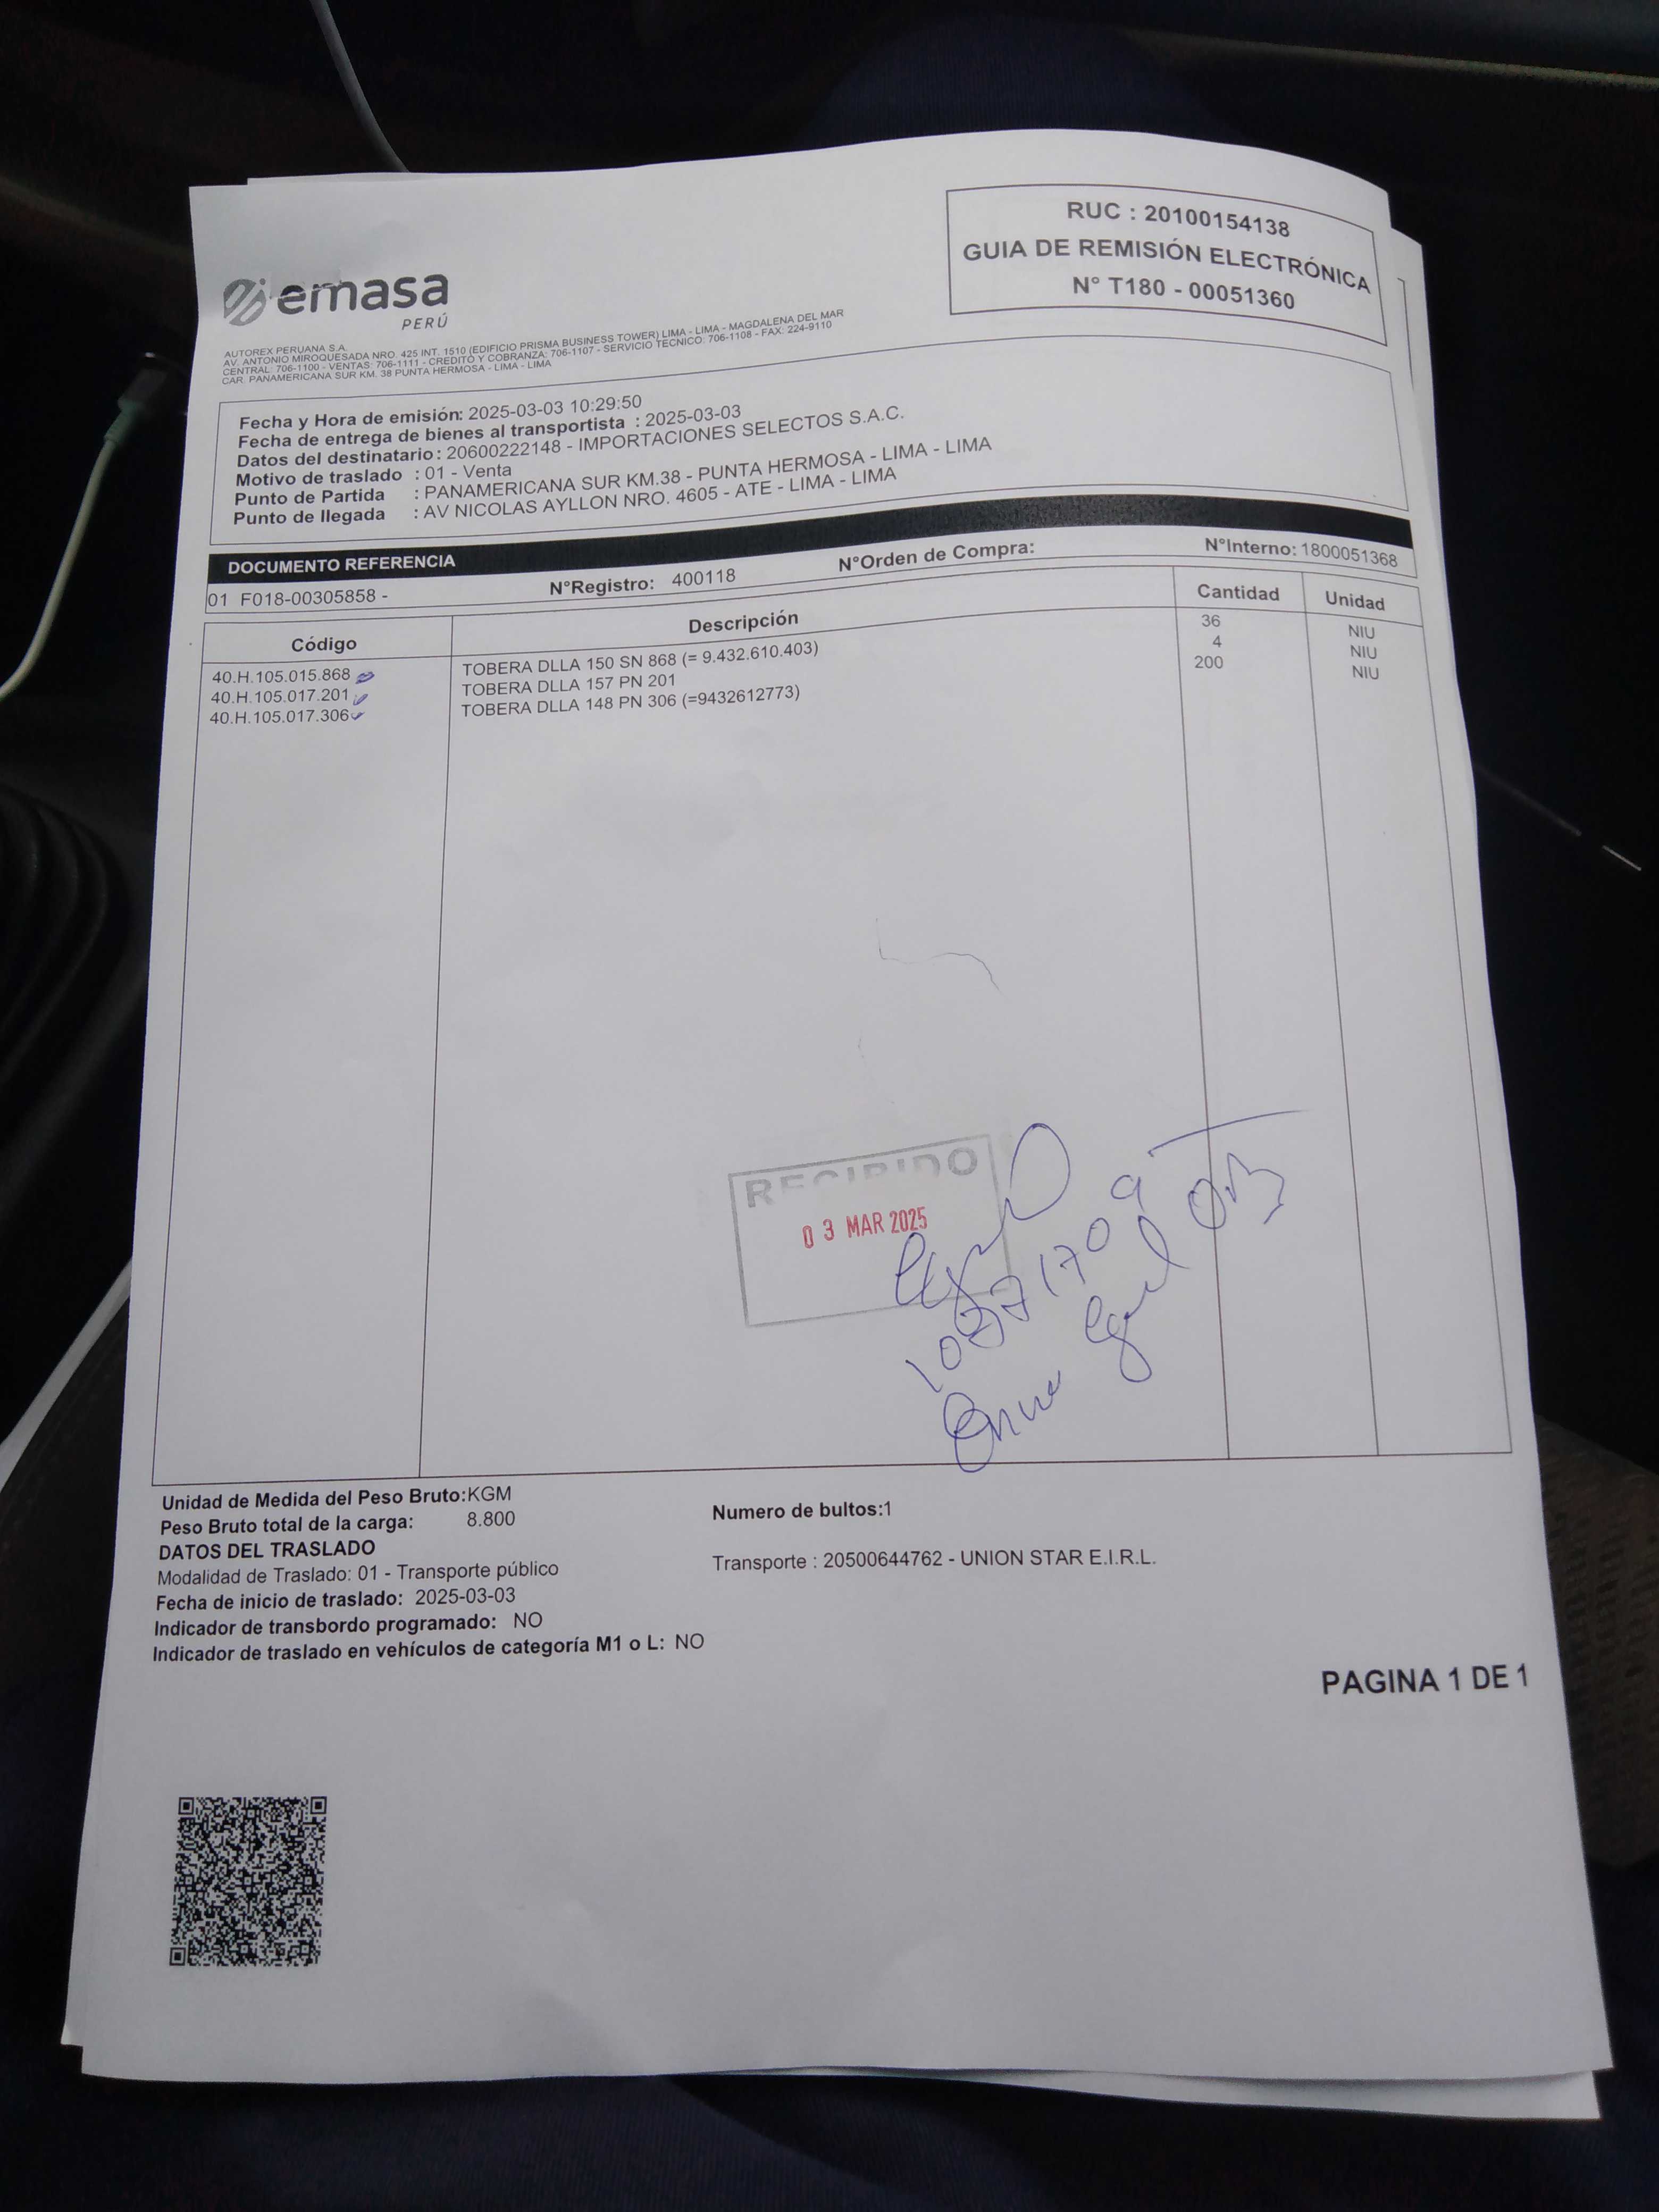 emasa
PERÚ
RUC : 20100154138
GUIA DE REMISIÓN ELECTRÓNICA
N° T180 - 00051360
AUTOREX PERUANA S.A.
AV. ANTONIO MIROQUESADA NRO. 425 INT. 1510 (EDIFICIO PRISMA BUSINESS TOWER) LIMA - LIMA - MAGDALENA DEL MAR
CENTRAL: 706-1100 - VENTAS: 706-1111 - CREDITO Y COBRANZA: 706-1107 - SERVICIO TECNICO: 706-1108 - FAX: 224-9110
CAR. PANAMERICANA SUR KM. 38 PUNTA HERMOSA - LIMA - LIMA
Fecha y Hora de emisión: 2025-03-03 10:29:50
Fecha de entrega de bienes al transportista : 2025-03-03
Datos del destinatario : 20600222148 - IMPORTACIONES SELECTOS S.A.C.
Motivo de traslado : 01 - Venta
Punto de Partida : PANAMERICANA SUR KM.38 - PUNTA HERMOSA - LIMA - LIMA
Punto de llegada : AV NICOLAS AYLLON NRO. 4605 - ATE - LIMA - LIMA
DOCUMENTO REFERENCIA
01 F018-00305858 - N°Registro: 400118 N°Orden de Compra: N°Interno: 1800051368
Código Descripción Cantidad Unidad
40.H.105.015.868 TOBERA DLLA 150 SN 868 (= 9.432.610.403) 36 NIU
40.H.105.017.201 TOBERA DLLA 157 PN 201 4 NIU
40.H.105.017.306 TOBERA DLLA 148 PN 306 (=9432612773) 200 NIU
RECIBIDO
03 MAR 2025
Unidad de Medida del Peso Bruto:KGM
Peso Bruto total de la carga: 8.800 Numero de bultos:1
DATOS DEL TRASLADO
Modalidad de Traslado: 01 - Transporte público Transporte : 20500644762 - UNION STAR E.I.R.L.
Fecha de inicio de traslado: 2025-03-03
Indicador de transbordo programado: NO
Indicador de traslado en vehículos de categoría M1 o L: NO
PAGINA 1 DE 1